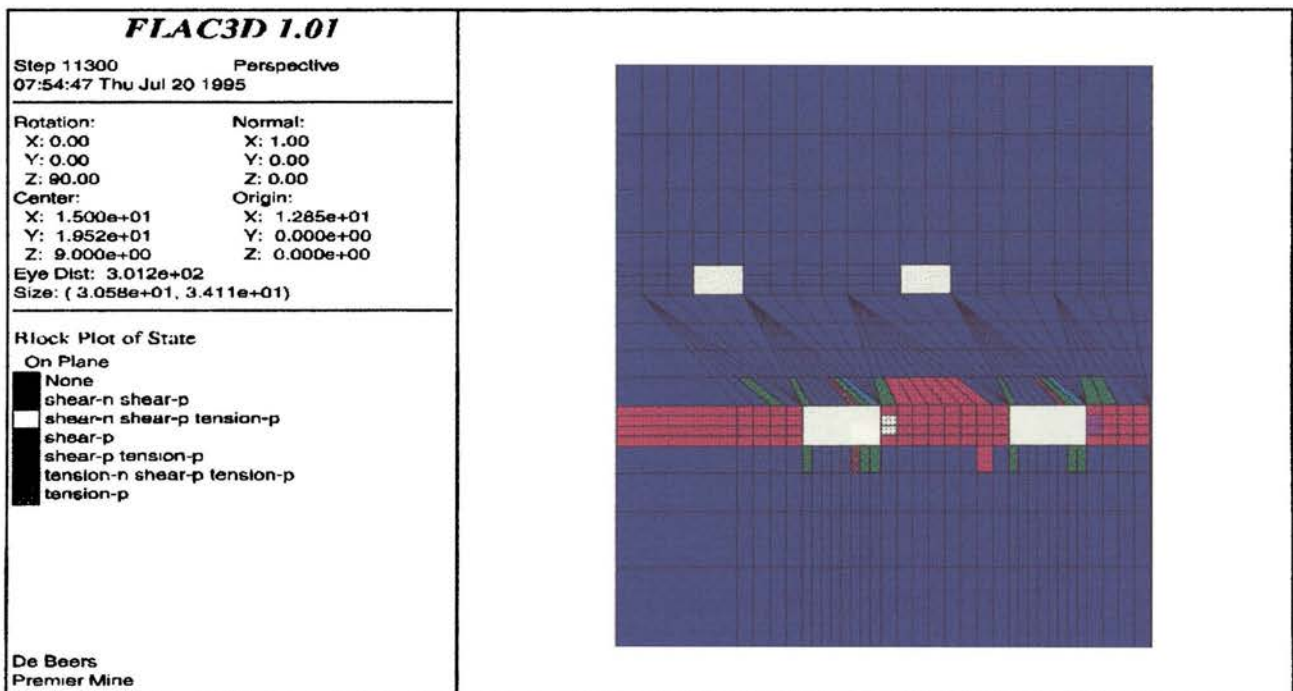 FLAC3D 1.01
Step 11300 Perspective
07:54:47 Thu Jul 20 1995
Rotation: Normal:
X: 0.00 X: 1.00
Y: 0.00 Y: 0.00
Z: 90.00 Z: 0.00
Center: Origin:
X: 1.500e+01 X: 1.285e+01
Y: 1.952e+01 Y: 0.000e+00
Z: 9.000e+00 Z: 0.000e+00
Eye Dist: 3.012e+02
Size: ( 3.058e+01, 3.411e+01)
Block Plot of State
On Plane
None
shear-n shear-p
shear-n shear-p tension-p
shear-p
shear-p tension-p
tension-n shear-p tension-p
tension-p
De Beers
Premier Mine